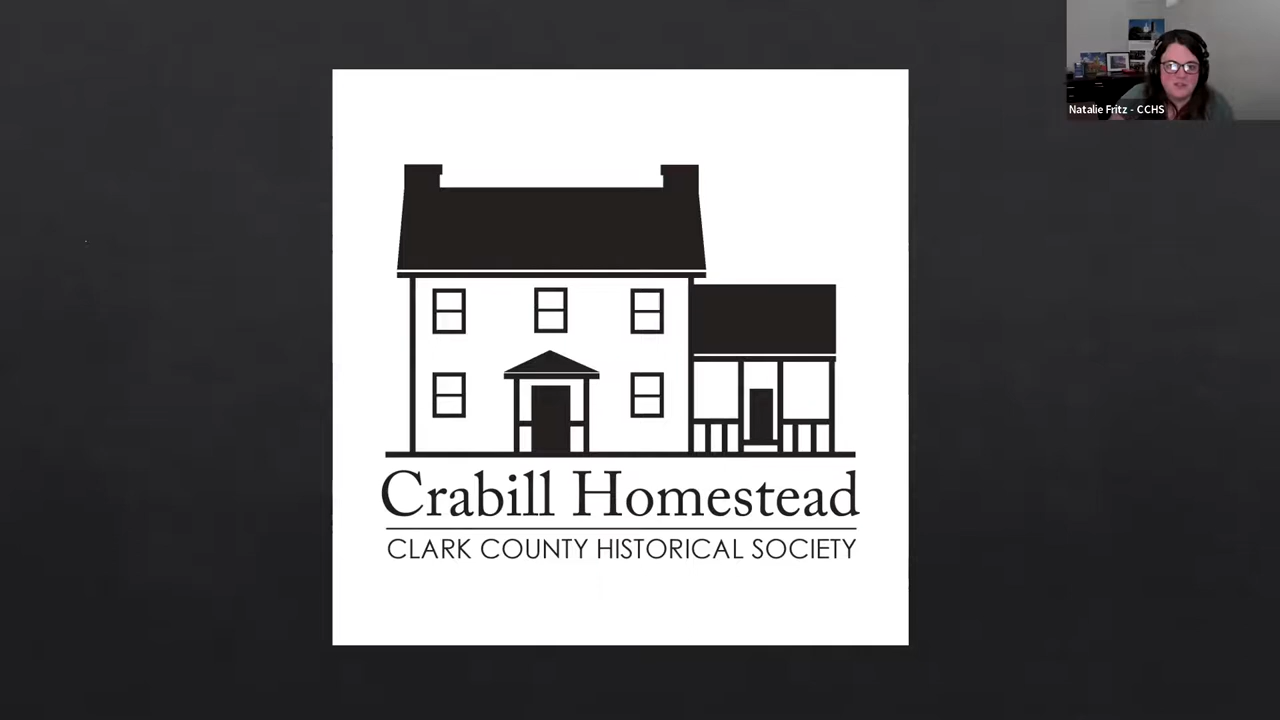 Natalie Fritz - CCHS
Crabill Homestead
CLARK COUNTY HISTORICAL SOCIETY